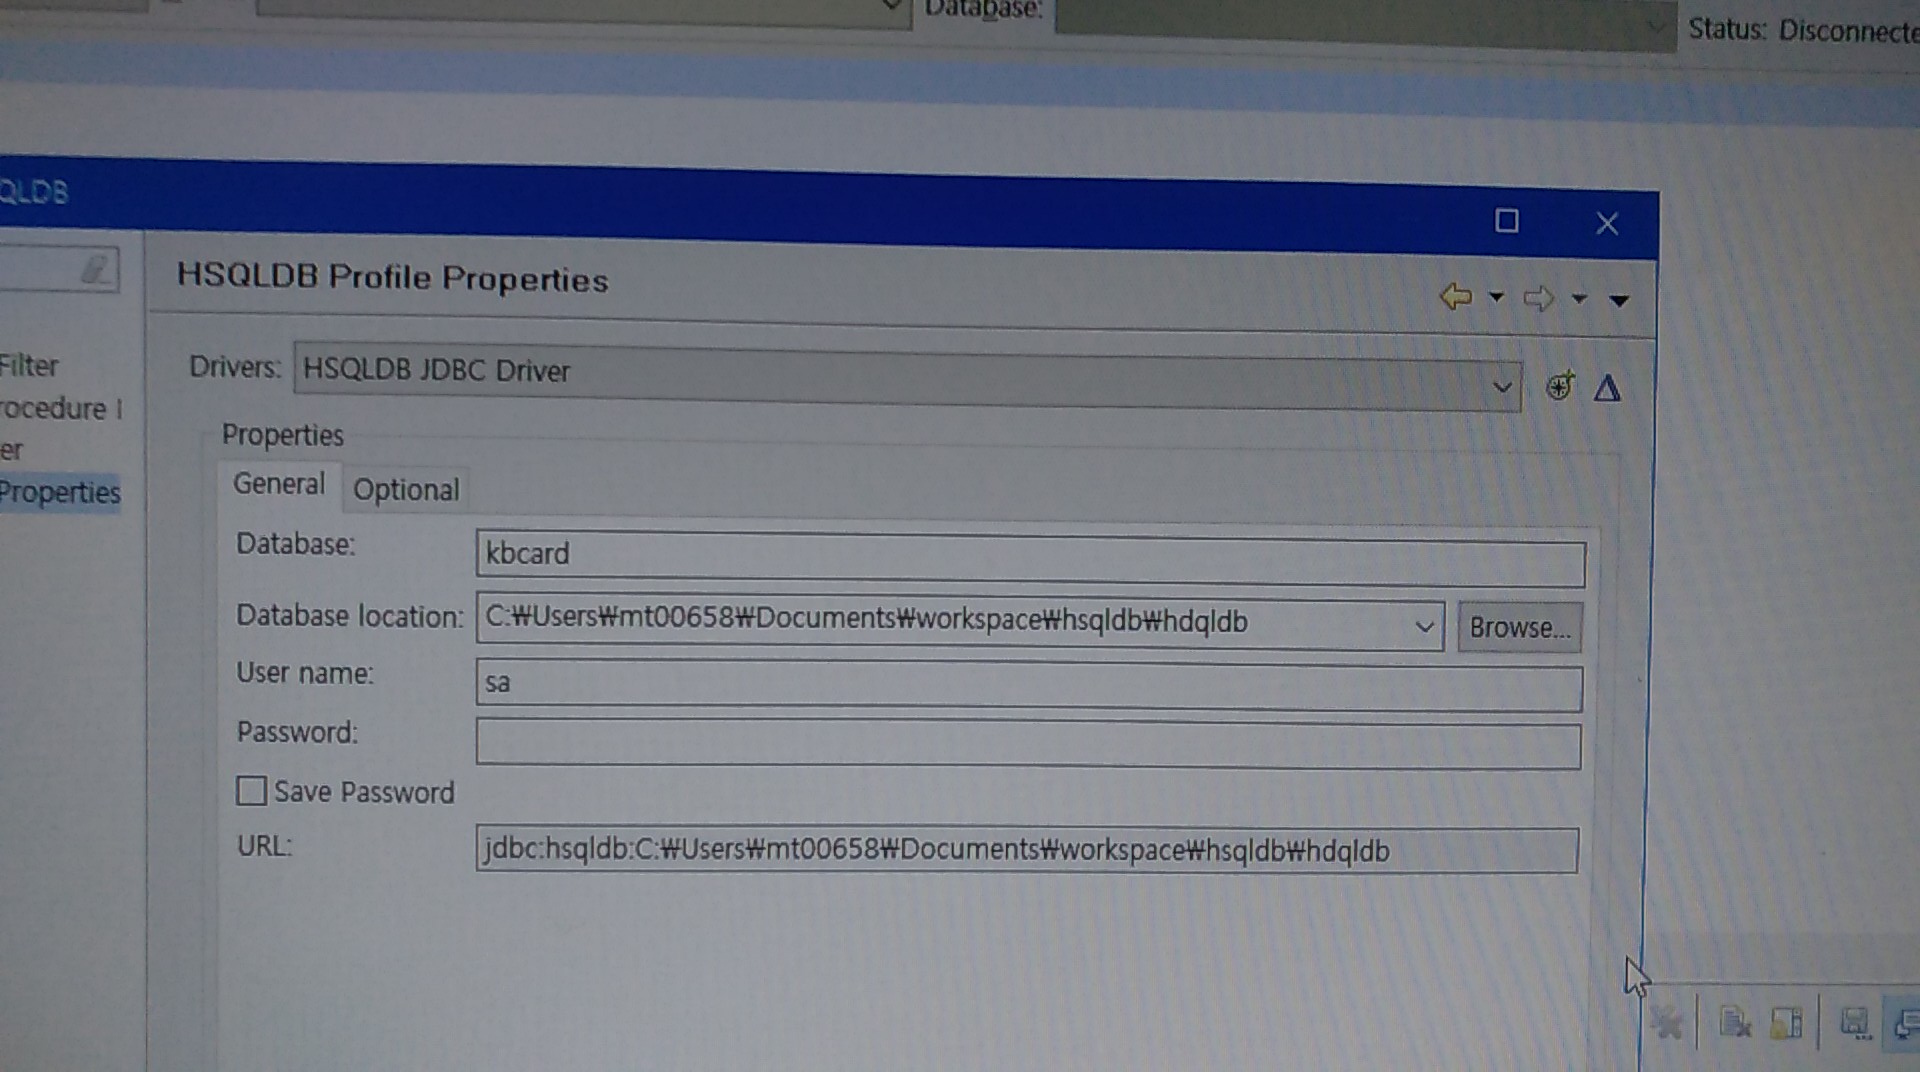 Database:
Status: Disconnecte
QLDB
HSQLDB Profile Properties
Filter
rocedure
er
Properties
Drivers: HSQLDB JDBC Driver
Properties
General Optional
Database: kbcard
Database location: C:₩Users₩mt00658₩Documents₩workspace₩hsqldb₩hdqldb Browse...
User name: sa
Password:
Save Password
URL: jdbc:hsqldb:C:₩Users₩mt00658₩Documents₩workspace₩hsqldb₩hdqldb